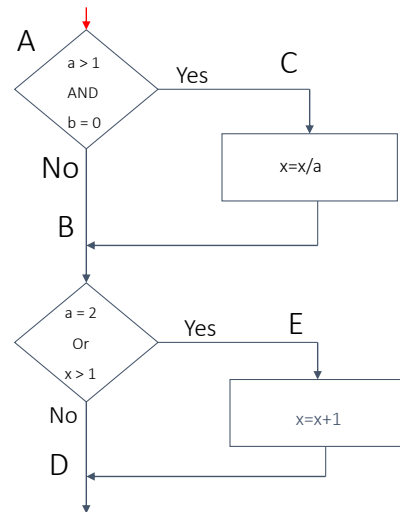 A
a > 1
AND
b = 0
Yes
C
x=x/a
No
B
a = 2
Or
x > 1
Yes
E
x=x+1
No
D